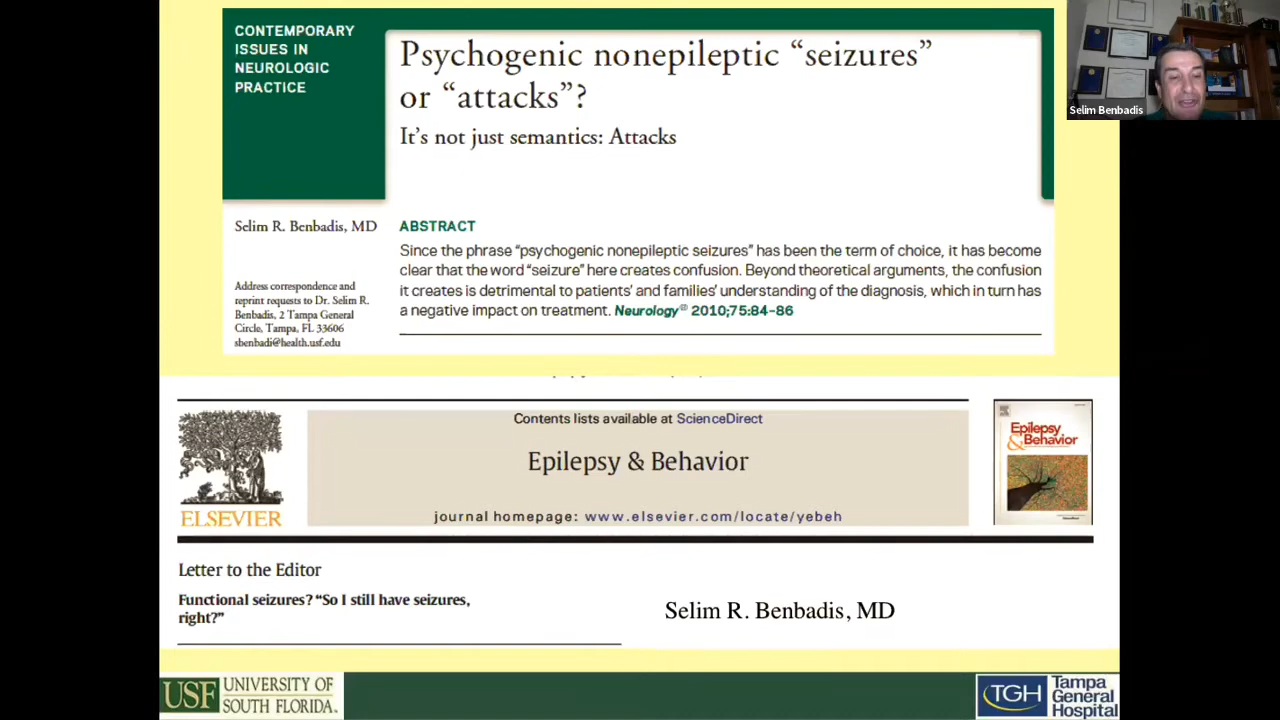 CONTEMPORARY
ISSUES IN
NEUROLOGIC
PRACTICE
Psychogenic nonepileptic “seizures”
or “attacks”?
It’s not just semantics: Attacks
Selim Benbadis
Selim R. Benbadis, MD
Address correspondence and
reprint requests to Dr. Selim R.
Benbadis, 2 Tampa General
Circle, Tampa, FL 33606
sbenbadi@health.usf.edu
ABSTRACT
Since the phrase “psychogenic nonepileptic seizures” has been the term of choice, it has become
clear that the word “seizure” here creates confusion. Beyond theoretical arguments, the confusion
it creates is detrimental to patients’ and families’ understanding of the diagnosis, which in turn has
a negative impact on treatment. Neurology® 2010;75:84–86
Contents lists available at ScienceDirect
Epilepsy & Behavior
journal homepage: www.elsevier.com/locate/yebeh
ELSEVIER
Epilepsy
& Behavior
Letter to the Editor
Functional seizures? “So I still have seizures,
right?”
Selim R. Benbadis, MD
USF UNIVERSITY OF
SOUTH FLORIDA.
TGH Tampa
General
Hospital